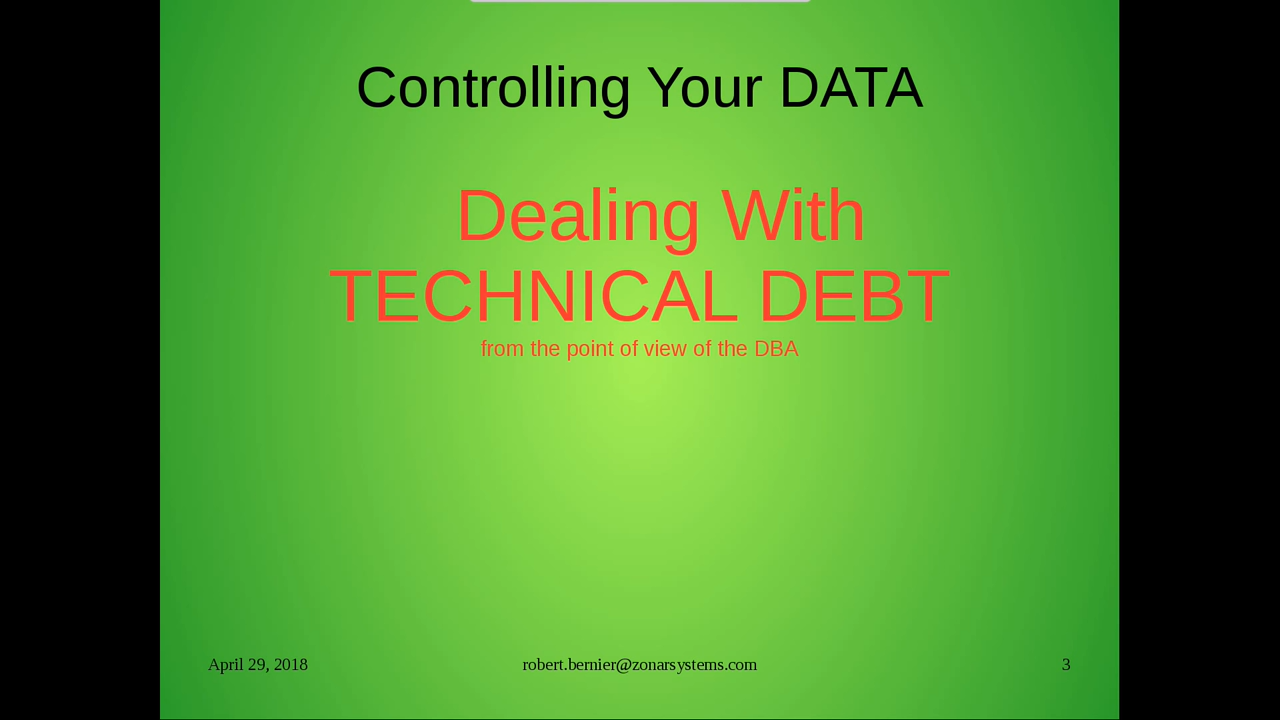 Controlling Your DATA
Dealing With
TECHNICAL DEBT
from the point of view of the DBA
April 29, 2018
robert.bernier@zonarsystems.com
3